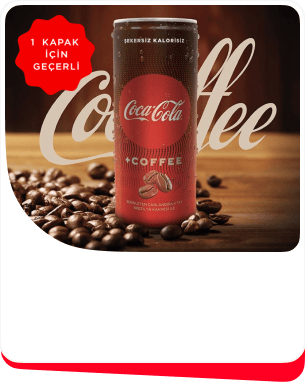 1 KAPAK
İÇİN
GEÇERLİ
ŞEKERSİZ KALORİSİZ
Coffee
Coca-Cola
+COFFEE